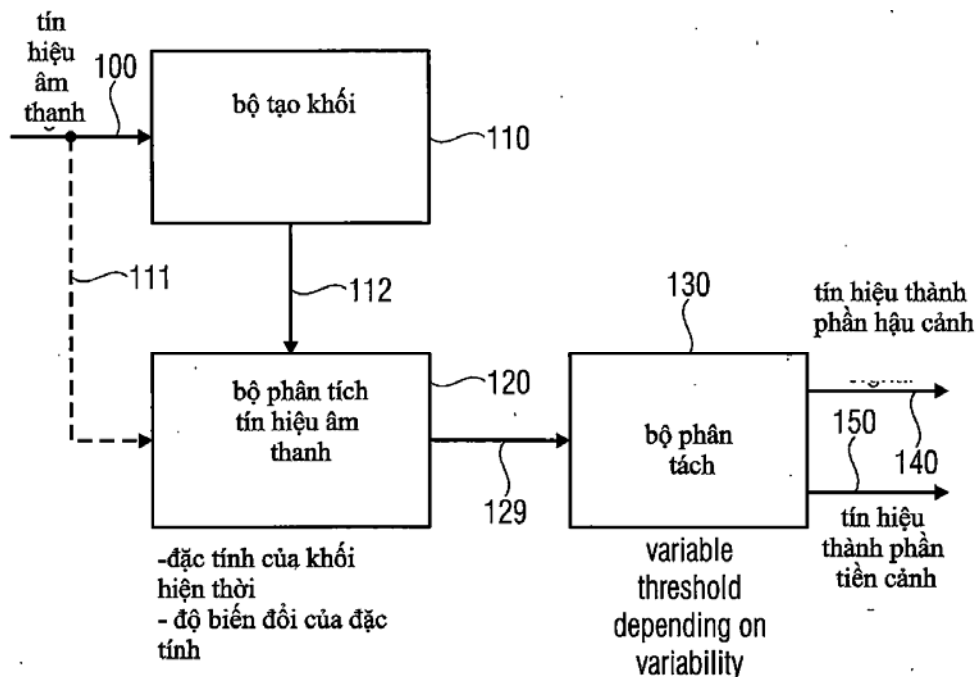 tín
hiệu
âm
thanh
100
bộ tạo khối
110
111
112
130
tín hiệu thành
phần hậu cảnh
120
bộ phân tích
tín hiệu âm
thanh
129
bộ phân
tách
150
140
tín hiệu
thành phần
tiền cảnh
-đặc tính của khối
hiện thời
- độ biến đổi của đặc
tính
variable
threshold
depending on
variability